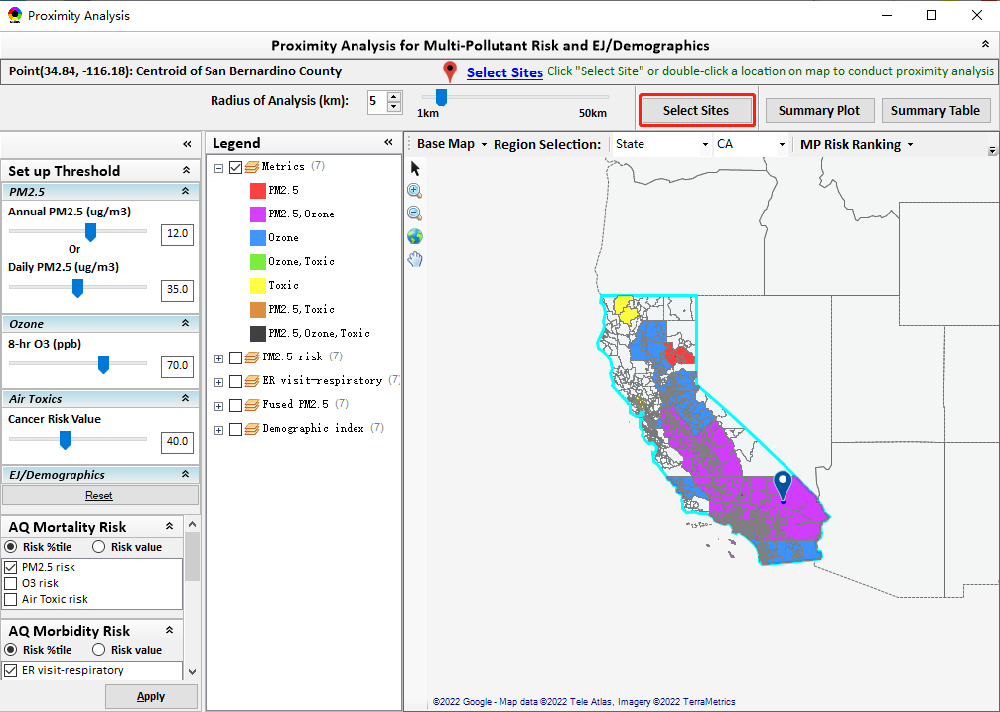 Proximity Analysis
Proximity Analysis for Multi-Pollutant Risk and EJ/Demographics
Point(34.84, -116.18): Centroid of San Bernardino County
Select Sites Click "Select Site" or double-click a location on map to conduct proximity analysis
Radius of Analysis (km): 5
1km 50km
Select Sites
Summary Plot
Summary Table
Set up Threshold
PM2.5
Annual PM2.5 (ug/m3)
12.0
Or
Daily PM2.5 (ug/m3)
35.0
Ozone
8-hr O3 (ppb)
70.0
Air Toxics
Cancer Risk Value
40.0
EJ/Demographics
Reset
AQ Mortality Risk
Risk %tile Risk value
PM2.5 risk
O3 risk
Air Toxic risk
AQ Morbidity Risk
Risk %tile Risk value
ER visit-respiratory
Apply
Legend
Metrics (7)
PM2.5
PM2.5,Ozone
Ozone
Ozone,Toxic
Toxic
PM2.5,Toxic
PM2.5,Ozone,Toxic
PM2.5 risk (7)
ER visit-respiratory (7)
Fused PM2.5 (7)
Demographic index (7)
Base Map Region Selection: State CA MP Risk Ranking
©2022 Google - Map data ©2022 Tele Atlas, Imagery ©2022 TerraMetrics